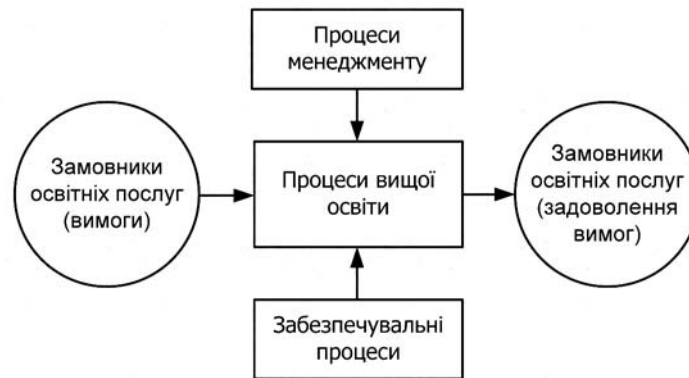 Процеси
менеджменту
Замовники
освітніх послуг
(вимоги)
Процеси вищої
освіти
Замовники
освітніх послуг
(задоволення
вимог)
Забезпечувальні
процеси